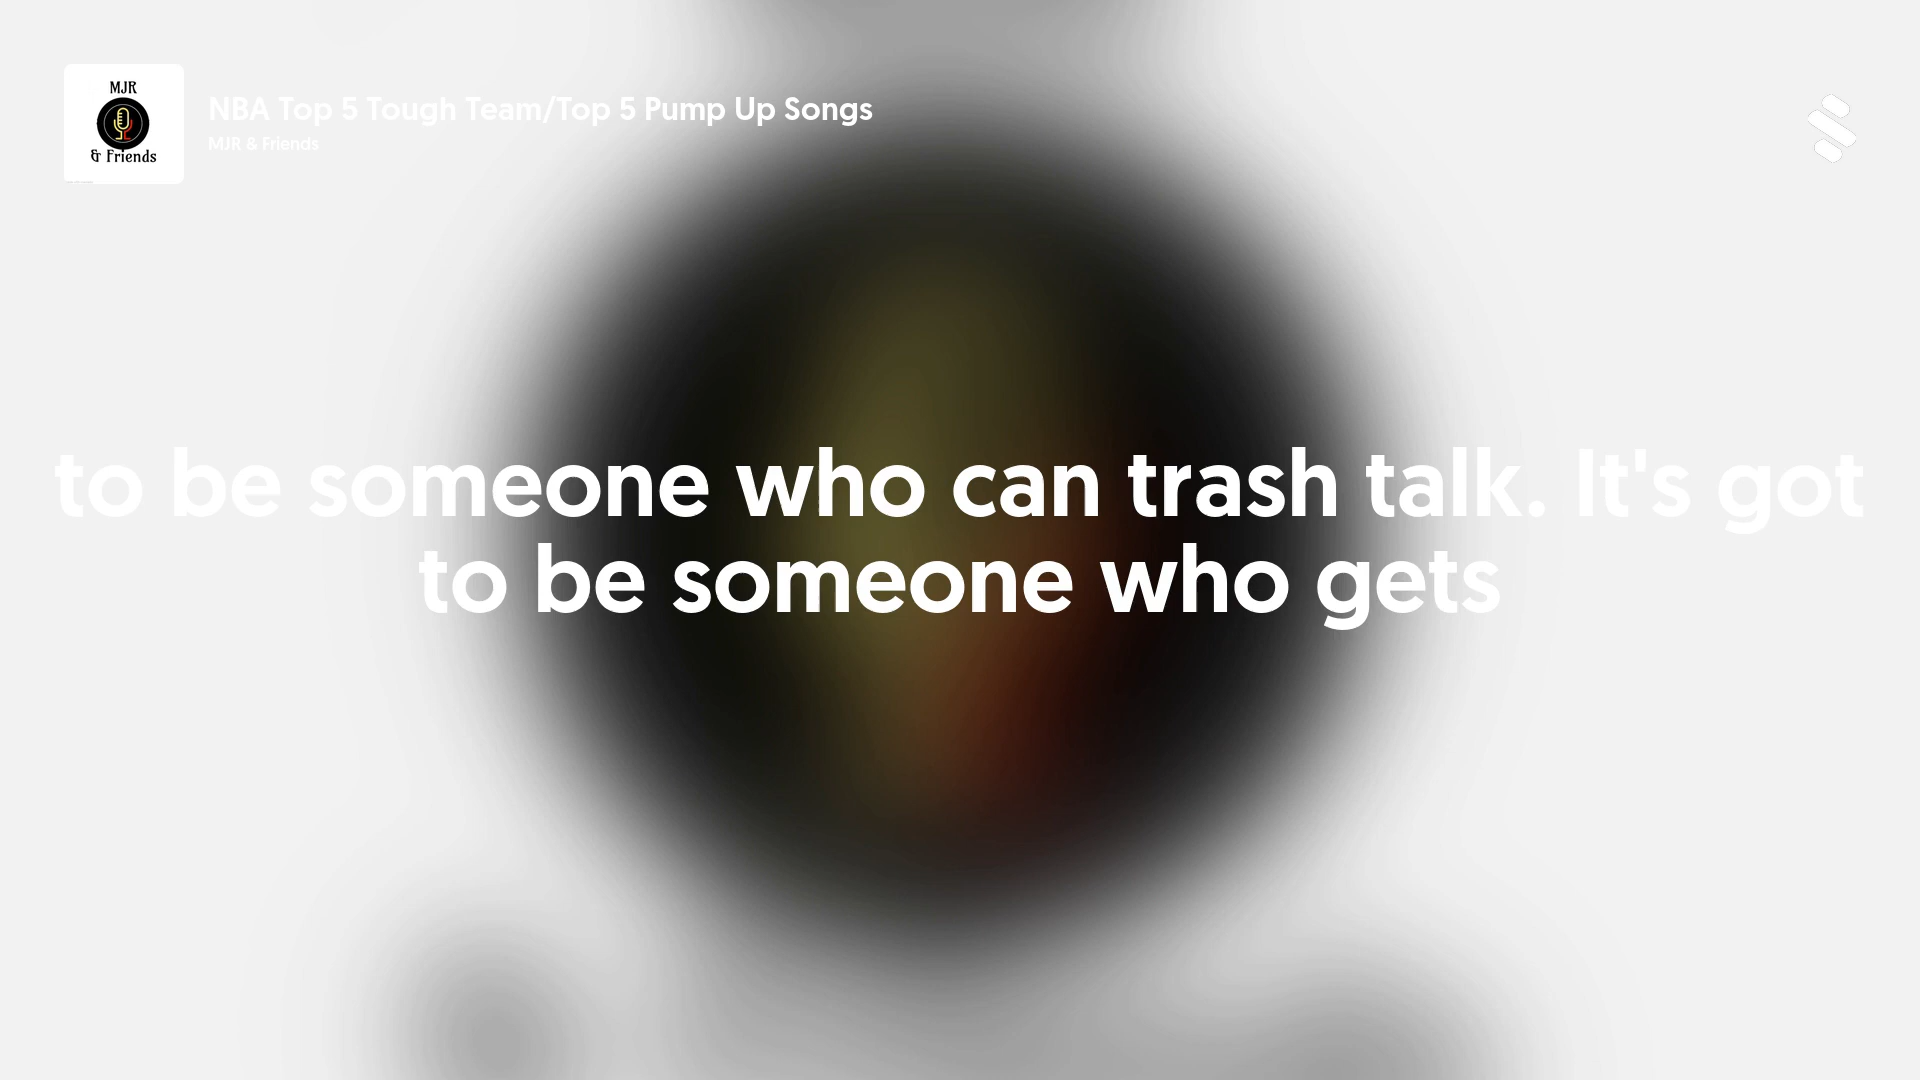 MJR
& Friends
NBA Top 5 Tough Team/Top 5 Pump Up Songs
MJR & Friends
to be someone who can trash talk. It's got
to be someone who gets